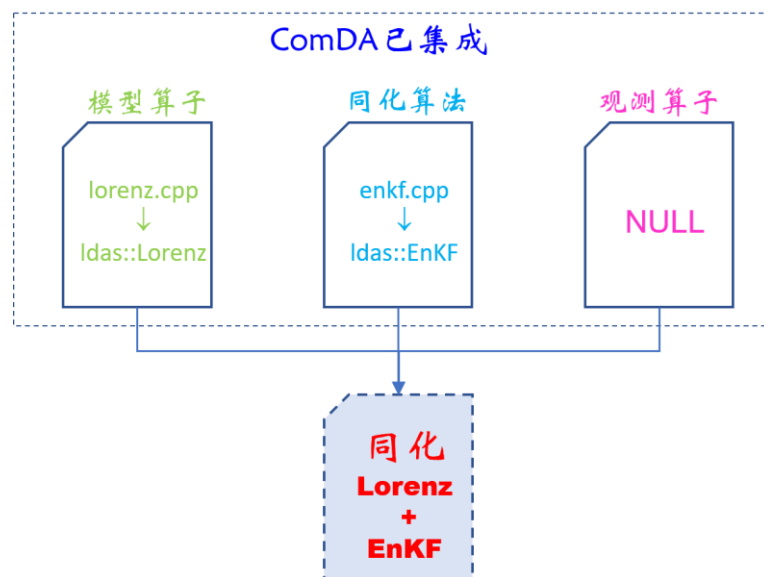 ComDA已集成
模型算子
同化算法
观测算子
lorenz.cpp
↓
ldas::Lorenz
enkf.cpp
↓
ldas::EnKF
NULL
同化
Lorenz
+
EnKF